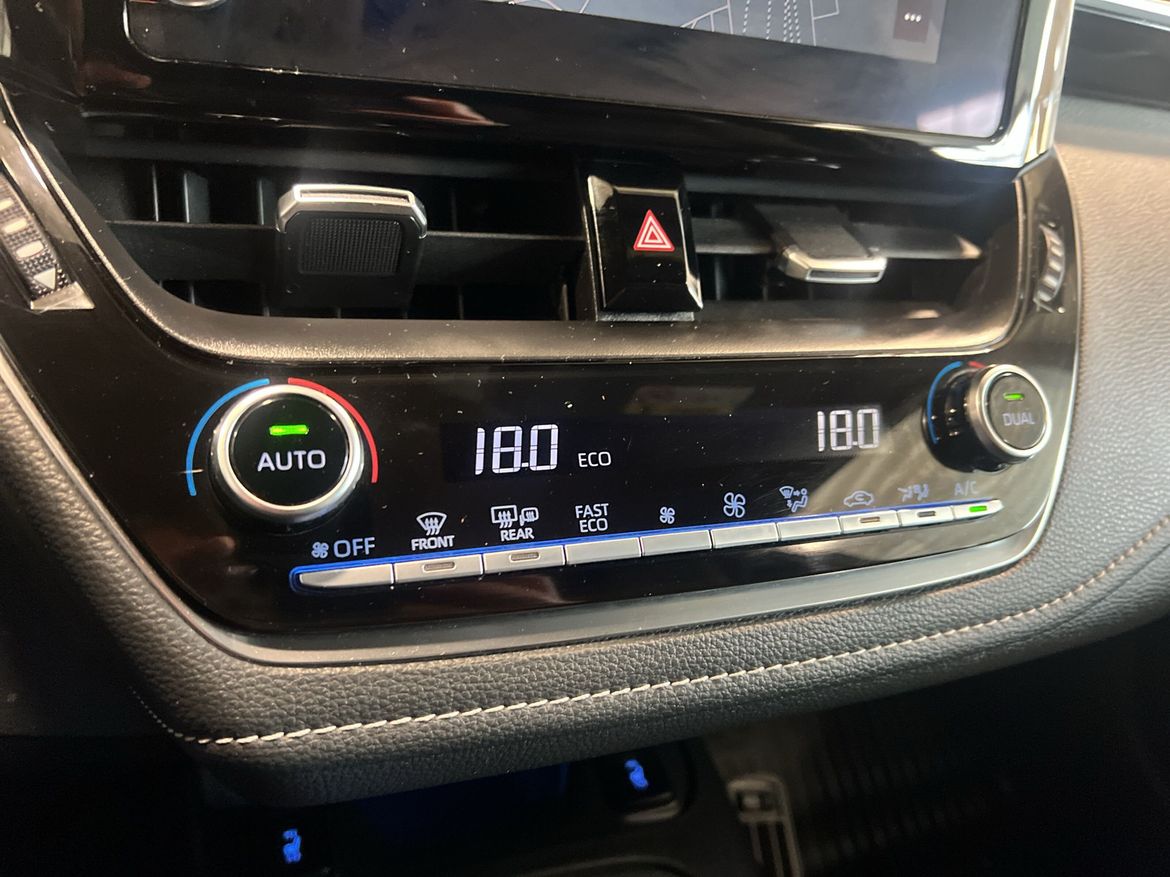 AUTO
18.0 ECO
18.0
DUAL
OFF
FRONT
REAR
FAST
ECO
A/C